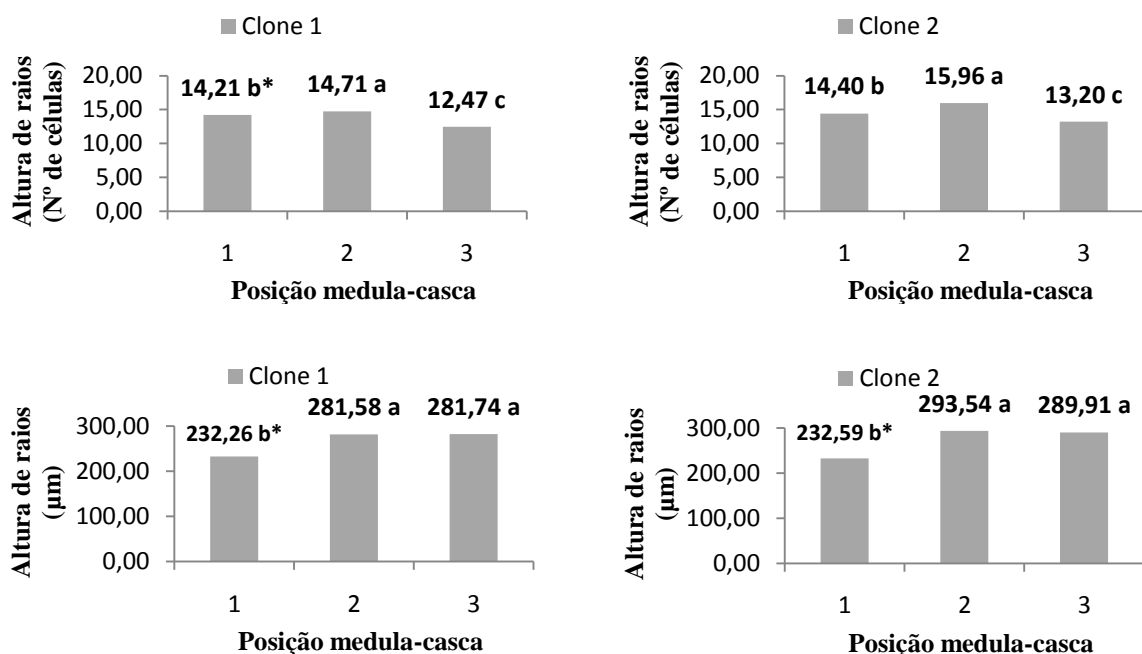 Clone 1
Altura de raios
(Nº de células)
20,00
15,00
10,00
5,00
0,00
14,21 b*
14,71 a
12,47 c
1 2 3
Posição medula-casca
Clone 2
Altura de raios
(Nº de células)
20,00
15,00
10,00
5,00
0,00
14,40 b
15,96 a
13,20 c
1 2 3
Posição medula-casca
Clone 1
Altura de raios
(µm)
300,00
200,00
100,00
0,00
232,26 b*
281,58 a
281,74 a
1 2 3
Posição medula-casca
Clone 2
Altura de raios
(µm)
300,00
200,00
100,00
0,00
232,59 b*
293,54 a
289,91 a
1 2 3
Posição medula-casca